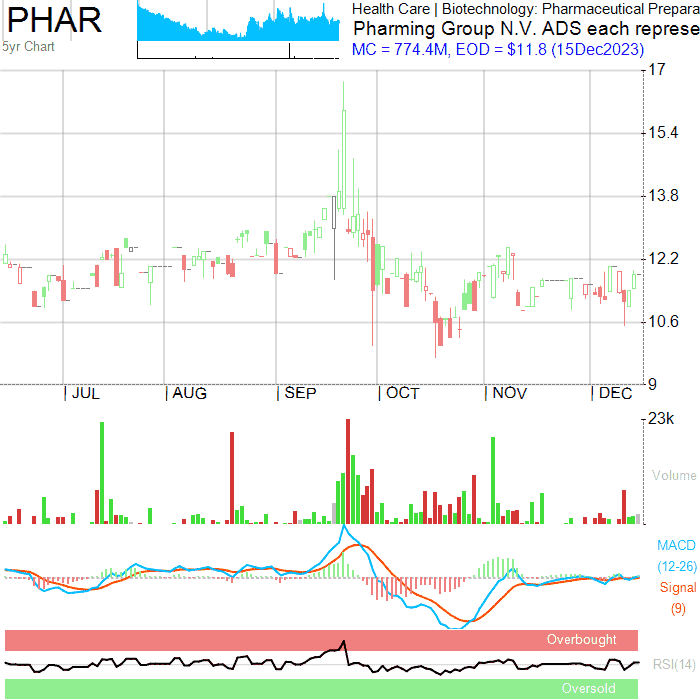 PHAR
5yr Chart
Health Care | Biotechnology: Pharmaceutical Prepara
Pharming Group N.V. ADS each represe
MC = 774.4M, EOD = $11.8 (15Dec2023)
17
15.4
13.8
12.2
11.2
10.6
9
JUL AUG SEP OCT NOV DEC
23k
Volume
MACD
(12-26)
Signal
(9)
Overbought
RSI(14)
Oversold